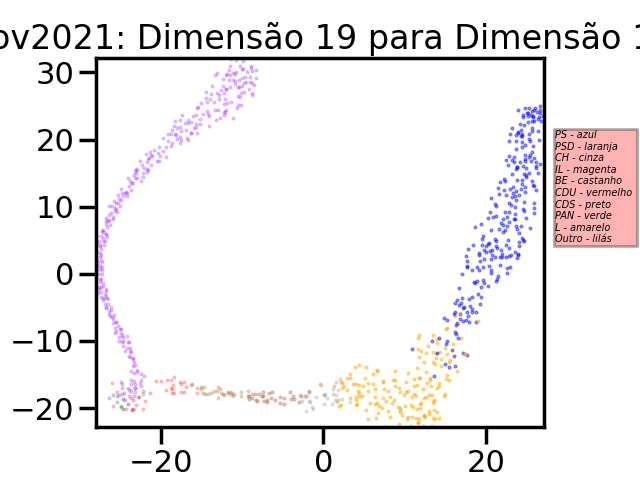 ov2021: Dimensão 19 para Dimensão 1
30
20
10
0
−10
−20
−20
0
20
PS - azul
PSD - laranja
CH - cinza
IL - magenta
BE - castanho
CDU - vermelho
CDS - preto
PAN - verde
L - amarelo
Outro - lilás